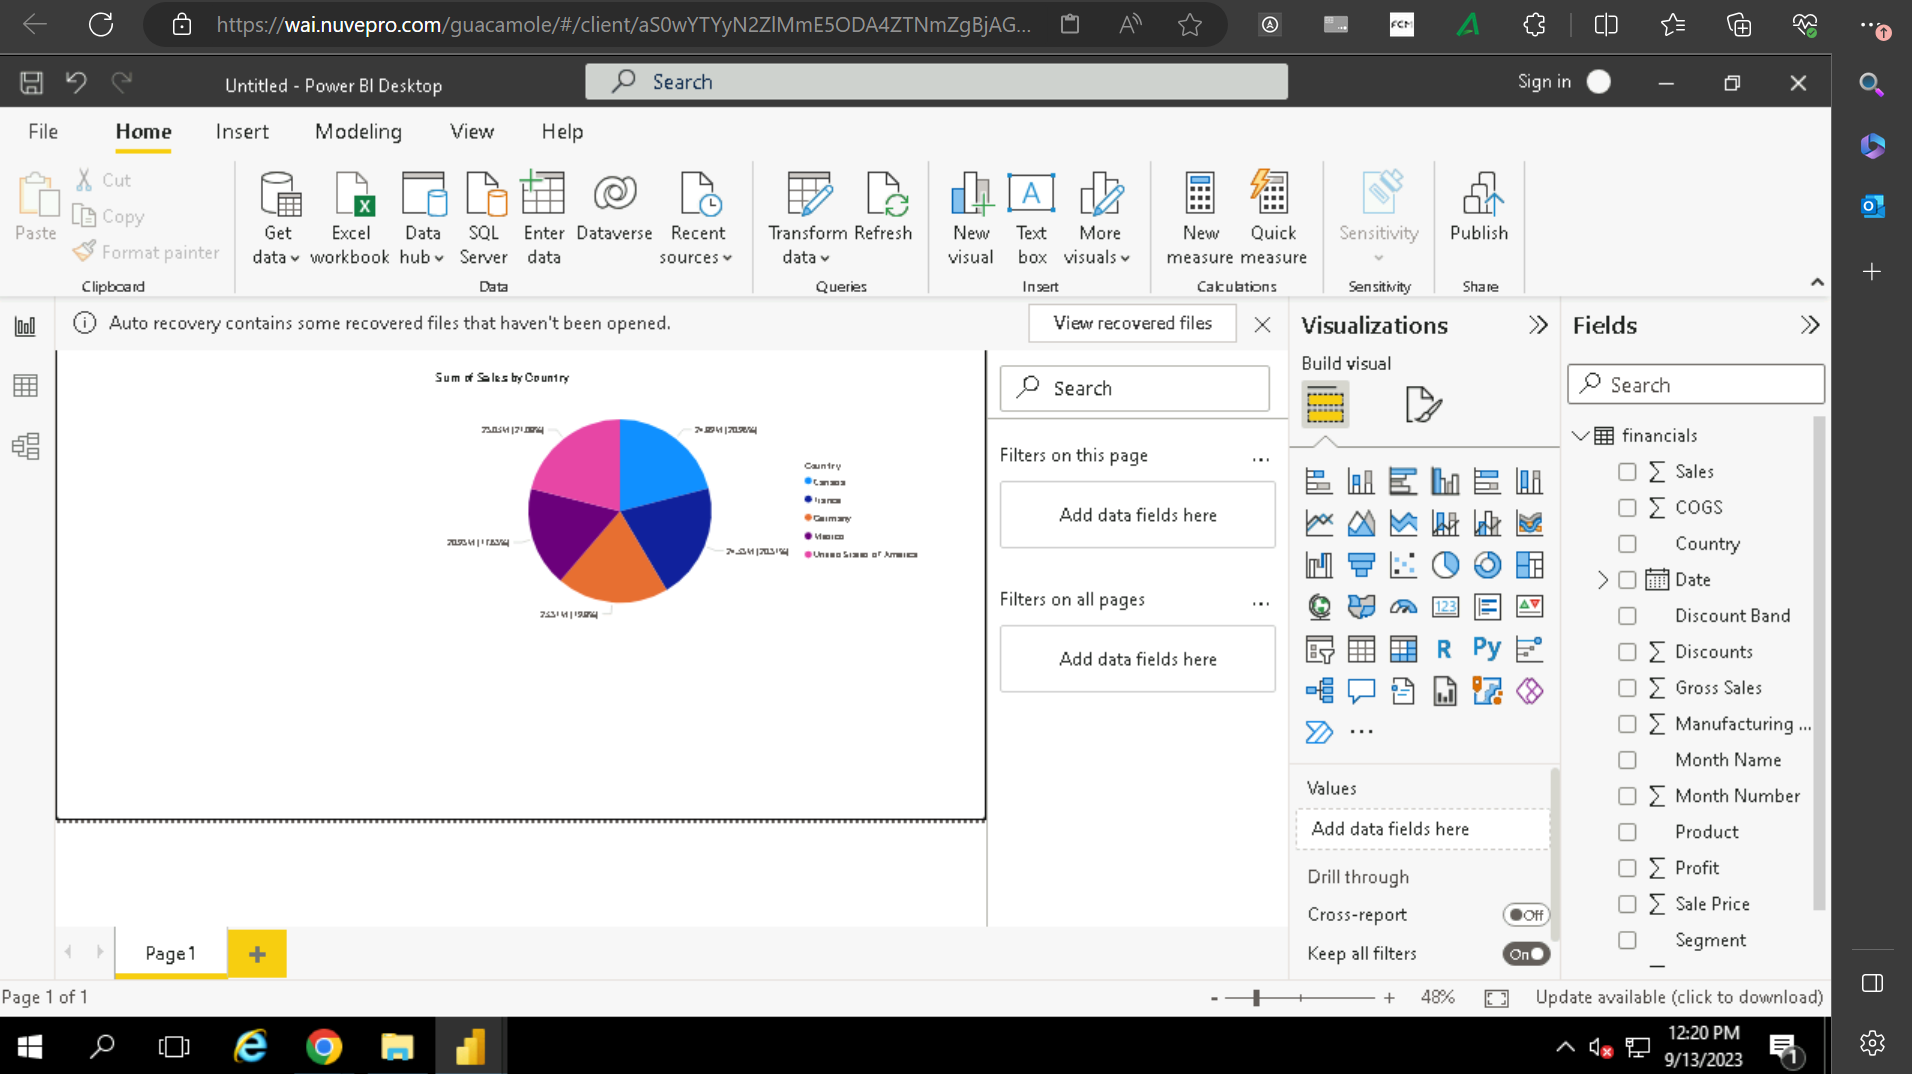 https://wai.nuvepro.com/guacamole/#/client/aS0wYTYyN2ZlMmE5ODA4ZTNmZgBjAG...
FCM
Untitled - Power BI Desktop
Search
Sign in
File
Home
Insert
Modeling
View
Help
Paste
Cut
Copy
Format painter
Clipboard
Get data
Excel workbook
Data hub
SQL Server
Enter data
Dataverse
Recent sources
Data
Transform data
Refresh
Queries
New visual
Text box
More visuals
Insert
New measure
Quick measure
Calculations
Sensitivity
Sensitivity
Publish
Share
Auto recovery contains some recovered files that haven't been opened.
View recovered files
Sum of Sales by Country
Country
Canada
France
Germany
Mexico
United States of America
Search
Filters on this page
...
Add data fields here
Filters on all pages
...
Add data fields here
Visualizations
Build visual
123
R
Py
...
Values
Add data fields here
Drill through
Cross-report
Off
Keep all filters
On
Fields
Search
financials
Sales
COGS
Country
Date
Discount Band
Discounts
Gross Sales
Manufacturing ...
Month Name
Month Number
Product
Profit
Sale Price
Segment
Page 1
Page 1 of 1
48%
Update available (click to download)
12:20 PM
9/13/2023
1